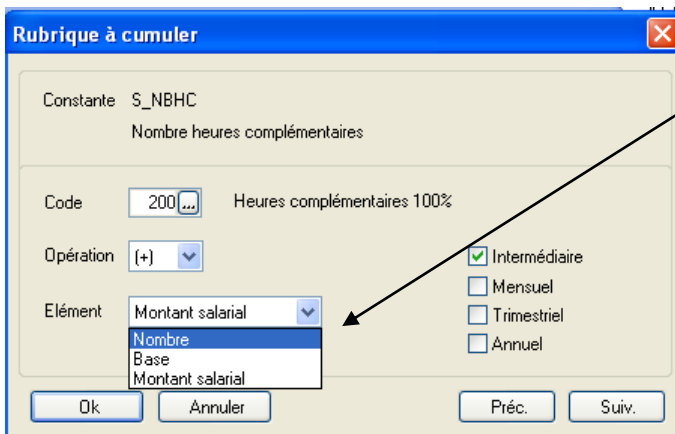 Rubrique à cumuler
Constante S_NBHC
Nombre heures complémentaires
Code 200 ... Heures complémentaires 100%
Opération (+)
Intermédiaire
Mensuel
Elément Montant salarial
Trimestriel
Nombre
Annuel
Base
Montant salarial
Ok Annuler Préc. Suiv.